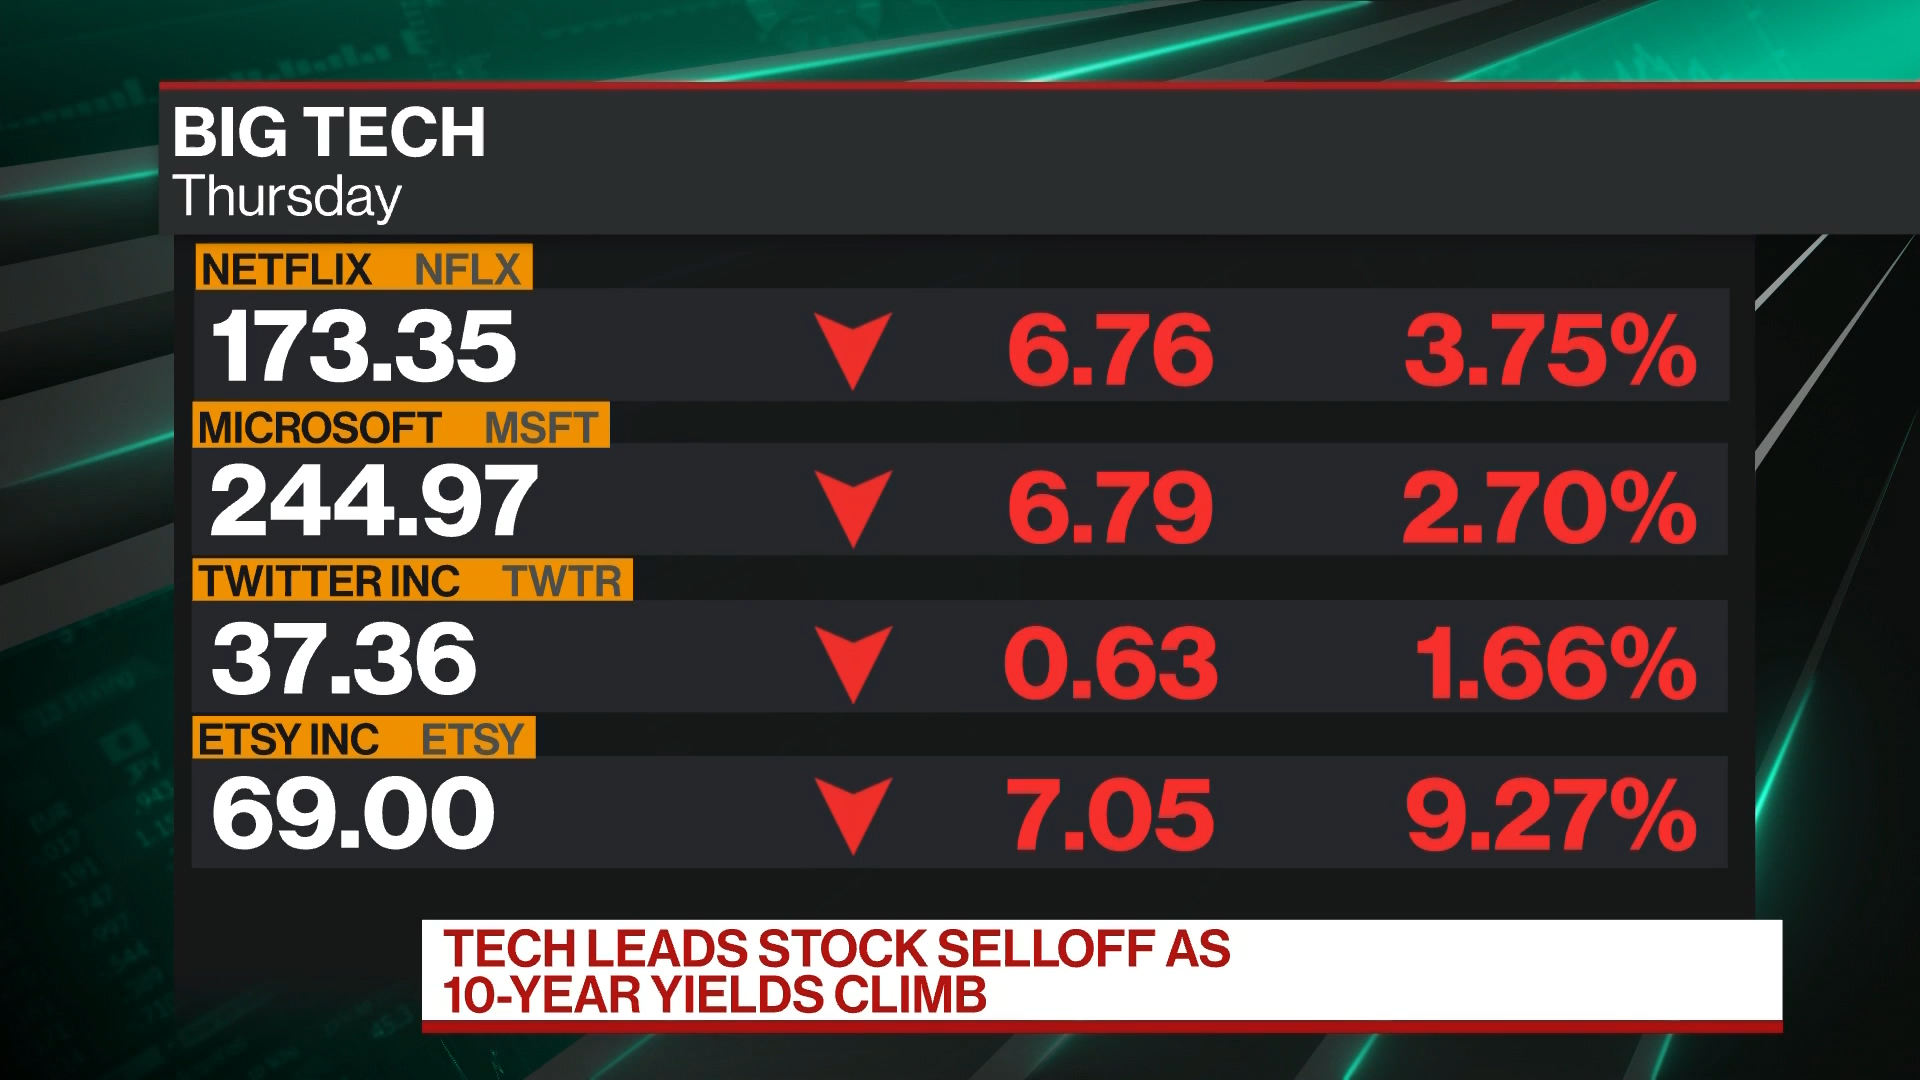 BIG TECH
Thursday
NETFLIX NFLX
173.35 6.76 3.75%
MICROSOFT MSFT
244.97 6.79 2.70%
TWITTER INC TWTR
37.36 0.63 1.66%
ETSY INC ETSY
69.00 7.05 9.27%
TECH LEADS STOCK SELLOFF AS
10-YEAR YIELDS CLIMB